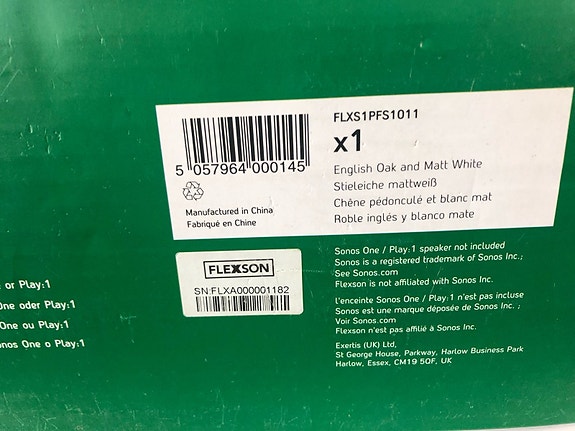 FLXS1PFS1011
x1
English Oak and Matt White
Stieleiche mattweiß
Chêne pédonculé et blanc mat
Roble inglés y blanco mate
5 057964 000145
Manufactured in China
Fabriqué en Chine
FLEXSON
SN:FLXA000001182
Sonos One / Play:1 speaker not included
Sonos is a registered trademark of Sonos Inc.;
See Sonos.com
Flexson is not affiliated with Sonos Inc.
l'enceinte Sonos One / Play:1 n'est pas incluse
Sonos est une marque déposée de Sonos Inc. ;
Voir Sonos.com
Flexson n'est pas affilié à Sonos Inc.
Exertis (UK) Ltd,
St George House, Parkway, Harlow Business Park
Harlow, Essex, CM19 5QF, UK
or Play:1
One oder Play:1
One ou Play:1
nos One o Play:1